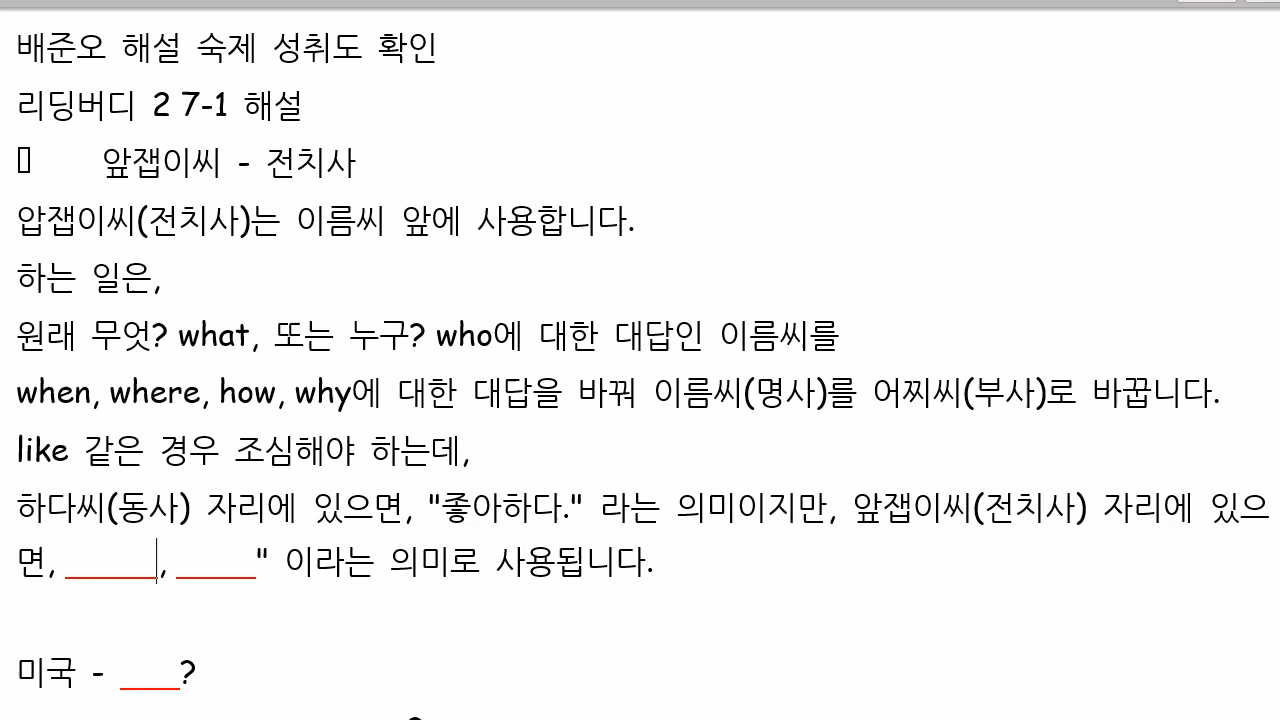 배준오 해설 숙제 성취도 확인
리딩버디 2 7-1 해설
앞잽이씨 - 전치사
압잽이씨(전치사)는 이름씨 앞에 사용합니다.
하는 일은,
원래 무엇? what, 또는 누구? who에 대한 대답인 이름씨를
when, where, how, why에 대한 대답을 바꿔 이름씨(명사)를 어찌씨(부사)로 바꿉니다.
like 같은 경우 조심해야 하는데,
하다씨(동사) 자리에 있으면, "좋아하다." 라는 의미이지만, 앞잽이씨(전치사) 자리에 있으
면, ______, _____" 이라는 의미로 사용됩니다.
미국 - ____?